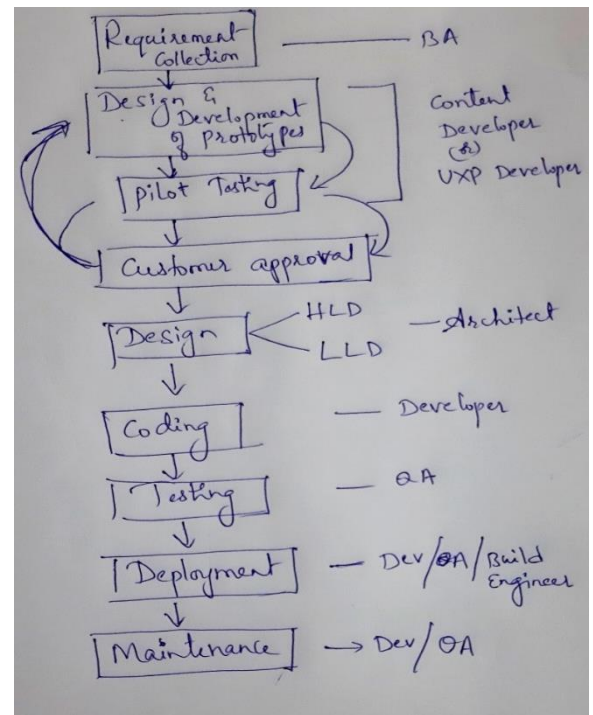 Requirement
Collection
BA
Design &
Development
of Prototypes
Content
Developer
(or)
UXP Developer
Pilot Testing
Customer approval
Design
HLD
LLD
Architect
Coding
Developer
Testing
QA
Deployment
Dev/QA/Build
Engineer
Maintenance
Dev/QA